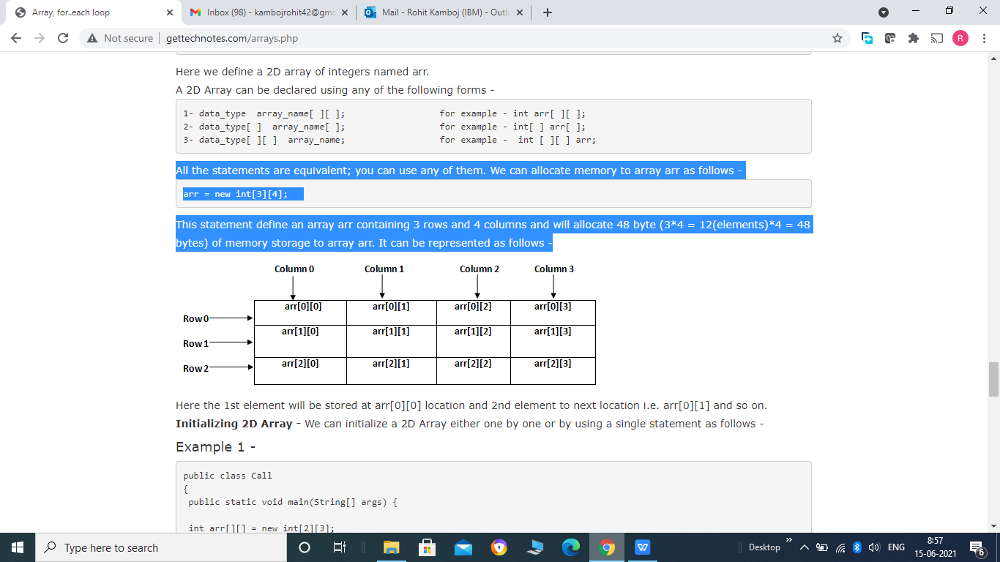 Array, for..each loop
Inbox (98) - kambojrohit42@gma
Mail - Rohit Kamboj (IBM) - Outl
Not secure | gettechnotes.com/arrays.php
R
Here we define a 2D array of integers named arr.
A 2D Array can be declared using any of the following forms -
1- data_type  array_name[ ][ ]; for example - int arr[ ][ ];
2- data_type[ ]  array_name[ ]; for example - int[ ] arr[ ];
3- data_type[ ][ ]  array_name; for example -  int [ ][ ] arr;
All the statements are equivalent; you can use any of them. We can allocate memory to array arr as follows -
arr = new int[3][4];
This statement define an array arr containing 3 rows and 4 columns and will allocate 48 byte (3*4 = 12(elements)*4 = 48
bytes) of memory storage to array arr. It can be represented as follows -
Column 0 Column 1 Column 2 Column 3
arr[0][0] arr[0][1] arr[0][2] arr[0][3]
Row 0
arr[1][0] arr[1][1] arr[1][2] arr[1][3]
Row 1
arr[2][0] arr[2][1] arr[2][2] arr[2][3]
Row 2
Here the 1st element will be stored at arr[0][0] location and 2nd element to next location i.e. arr[0][1] and so on.
Initializing 2D Array - We can initialize a 2D Array either one by one or by using a single statement as follows -
Example 1 -
public class Call
{
public static void main(String[] args) {
int arr[][] = new int[2][3];
Type here to search
Desktop
ENG
8:57
15-06-2021
6